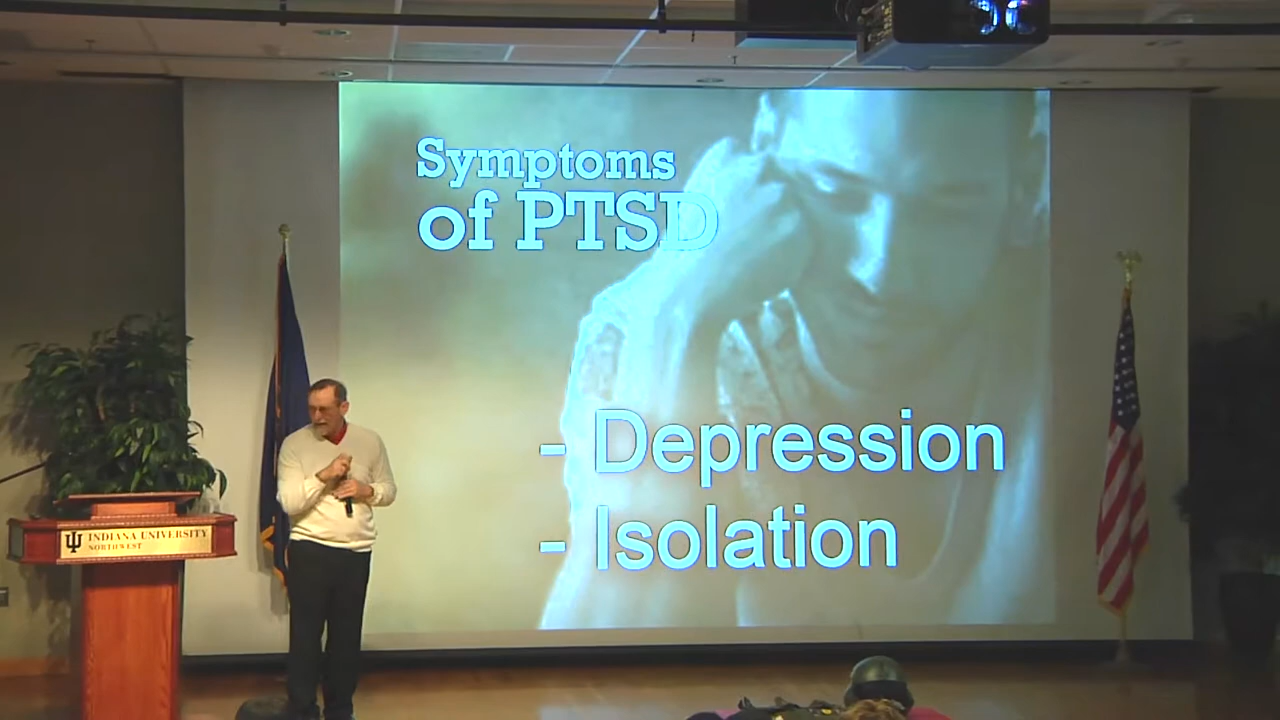 Symptoms
of PTSD
- Depression
- Isolation
INDIANA UNIVERSITY
NORTHWEST